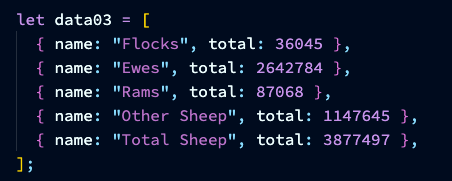 let data03 = [
  { name: "Flocks", total: 36045 },
  { name: "Ewes", total: 2642784 },
  { name: "Rams", total: 87068 },
  { name: "Other Sheep", total: 1147645 },
  { name: "Total Sheep", total: 3877497 },
];